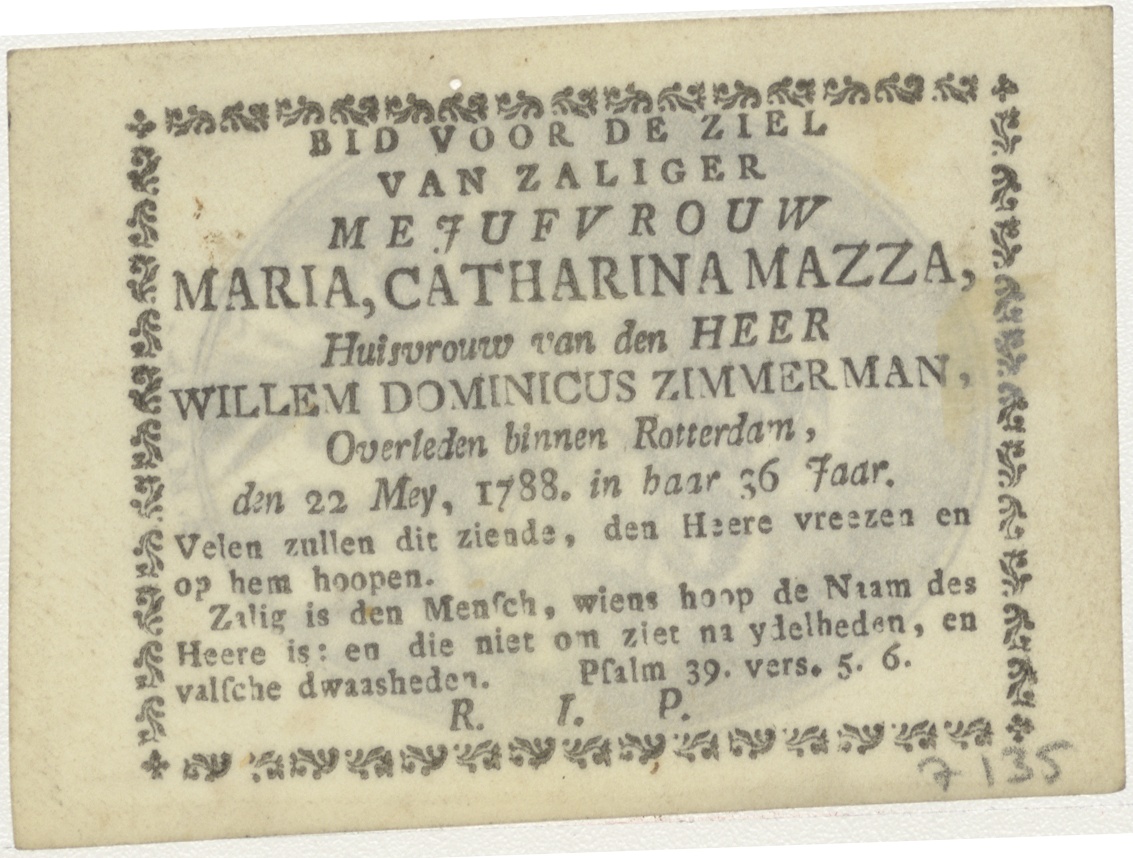 BID VOOR DE ZIEL
VAN ZALIGER
MEJUFVROUW
MARIA, CATHARINA MAZZA,
Huisvrouw van den HEER
WILLEM DOMINICUS ZIMMERMAN,
Overleden binnen Rotterdam,
den 22 Mey, 1788. in haar 36 Jaar.
Velen zullen dit ziende, den Heere vreezen en
op hem hoopen.
Zalig is den Menſch, wiens hoop de Naam des
Heere is: en die niet om ziet na ydelheden, en
valſche dwaasheden. Pſalm 39. vers. 5. 6.
R. I. P.
7135